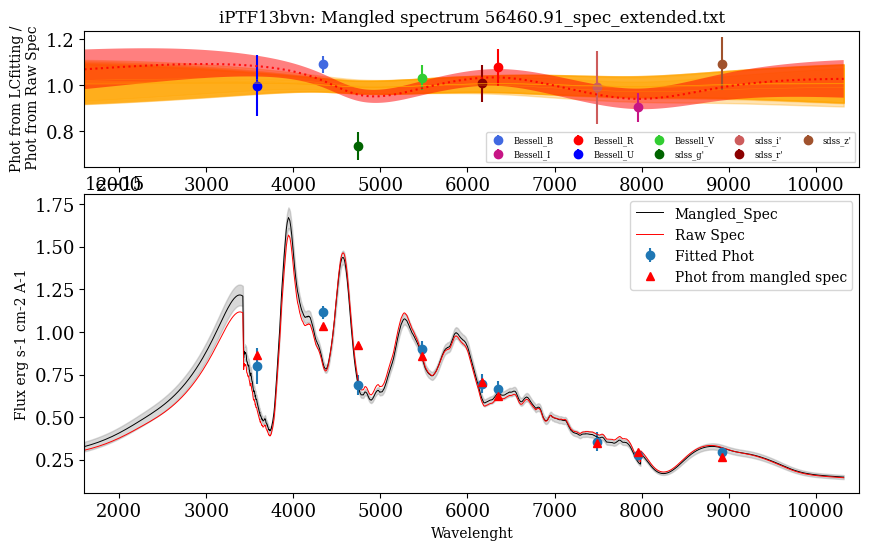 iPTF13bvn: Mangled spectrum 56460.91_spec_extended.txt
Phot from LCfitting /
Phot from Raw Spec
1.2
1.0
0.8
Bessell_B Bessell_R Bessell_V sdss_i' sdss_z'
Bessell_I Bessell_U sdss_g' sdss_r'
2000 3000 4000 5000 6000 7000 8000 9000 10000
1e−15
Flux erg s-1 cm-2 A-1
1.75
1.50
1.25
1.00
0.75
0.50
0.25
Mangled_Spec
Raw Spec
Fitted Phot
Phot from mangled spec
2000 3000 4000 5000 6000 7000 8000 9000 10000
Wavelenght